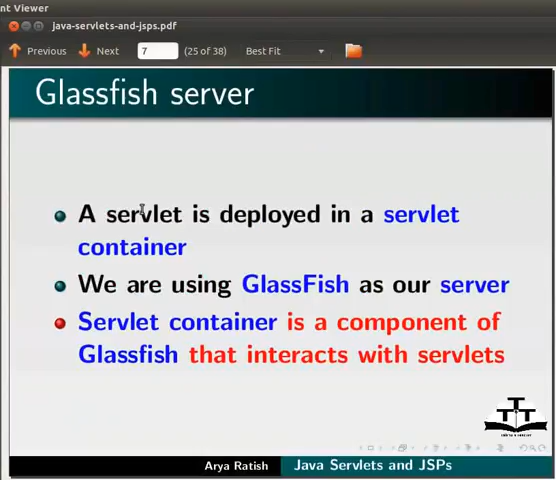 nt Viewer
java-servlets-and-jsps.pdf
Previous Next 7 (25 of 38) Best Fit
Glassfish server
A servlet is deployed in a servlet
container
We are using GlassFish as our server
Servlet container is a component of
Glassfish that interacts with servlets
Arya Ratish Java Servlets and JSPs